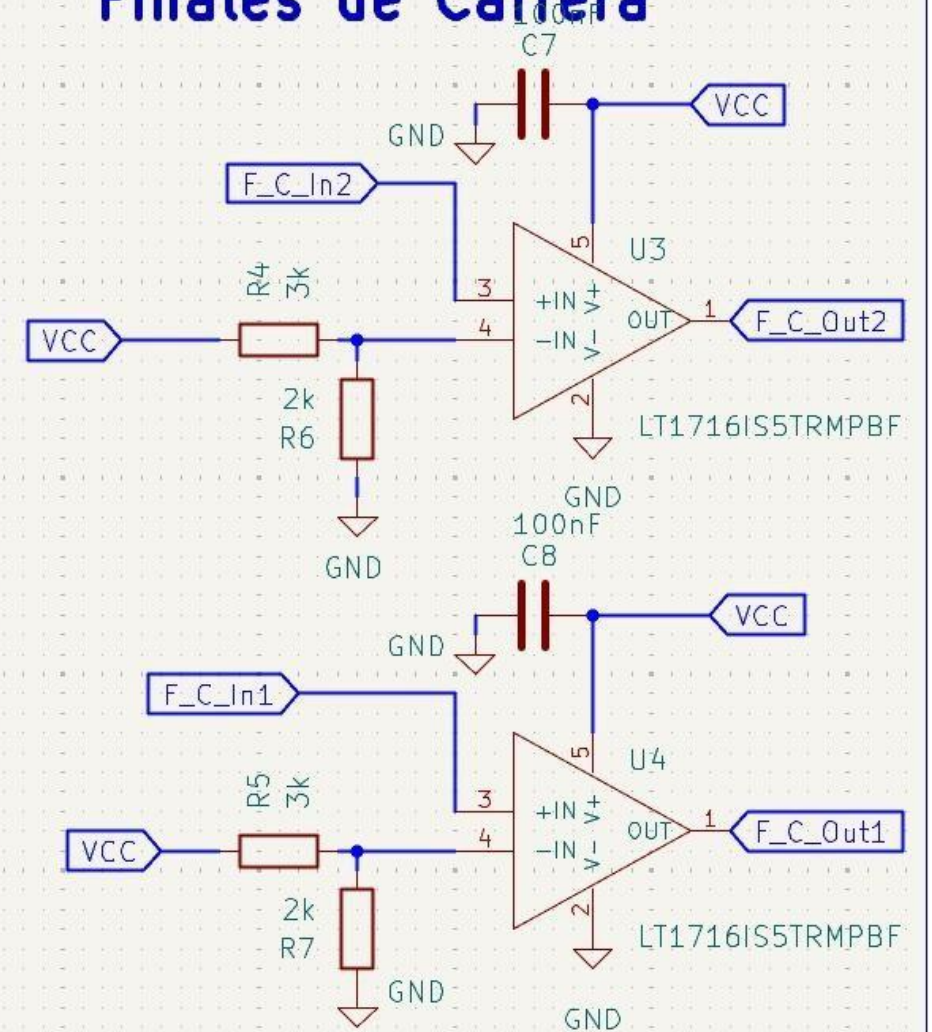 Finales de Carrera
100nF
C7
VCC
GND
F_C_In2
R4
3k
5
U3
3
+IN
V+
1
VCC
4
-IN
V-
OUT
F_C_Out2
2k
R6
2
LT1716IS5TRMPBF
GND
GND
100nF
C8
VCC
GND
F_C_In1
R5
3k
5
U4
3
+IN
V+
1
VCC
4
-IN
V-
OUT
F_C_Out1
2k
R7
2
LT1716IS5TRMPBF
GND
GND